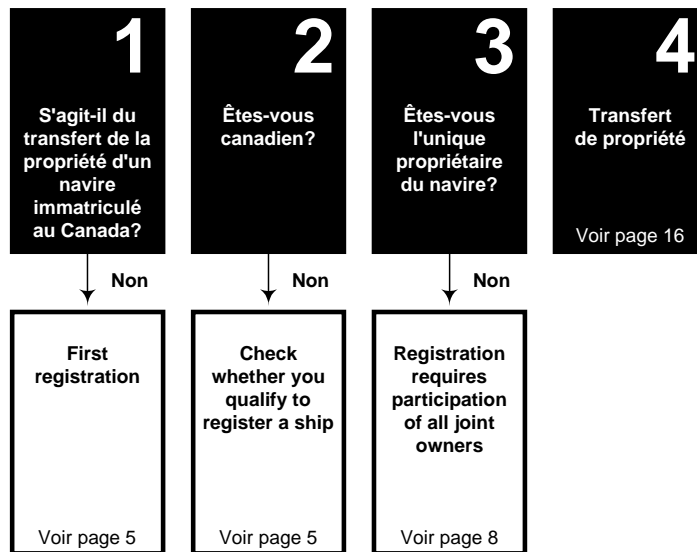 1
S'agit-il du
transfert de la
propriété d'un
navire
immatriculé
au Canada?
Non
First
registration
Voir page 5
2
Êtes-vous
canadien?
Non
Check
whether you
qualify to
register a ship
Voir page 5
3
Êtes-vous
l'unique
propriétaire
du navire?
Non
Registration
requires
participation
of all joint
owners
Voir page 8
4
Transfert
de propriété
Voir page 16